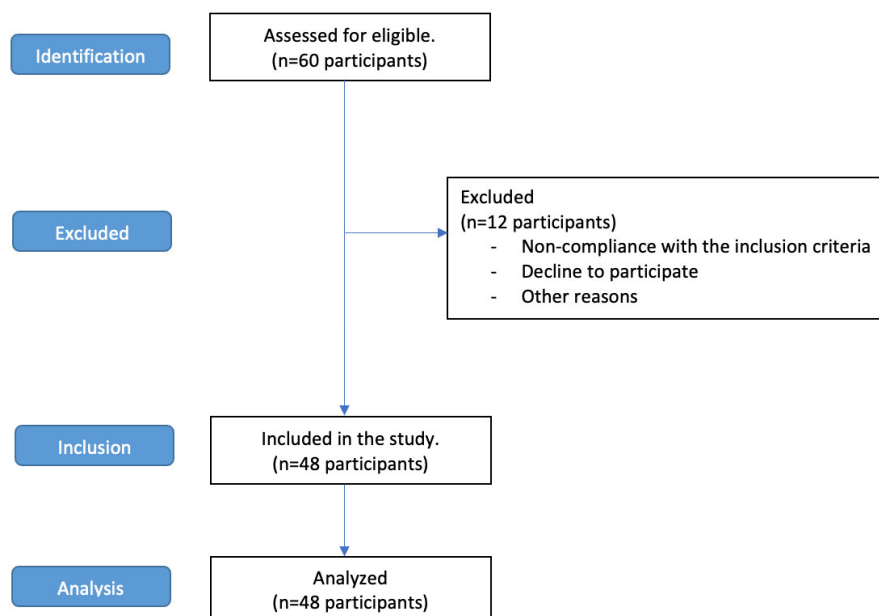 Identification
Assessed for eligible.
(n=60 participants)
Excluded
Excluded
(n=12 participants)
- Non-compliance with the inclusion criteria
- Decline to participate
- Other reasons
Inclusion
Included in the study.
(n=48 participants)
Analysis
Analyzed
(n=48 participants)